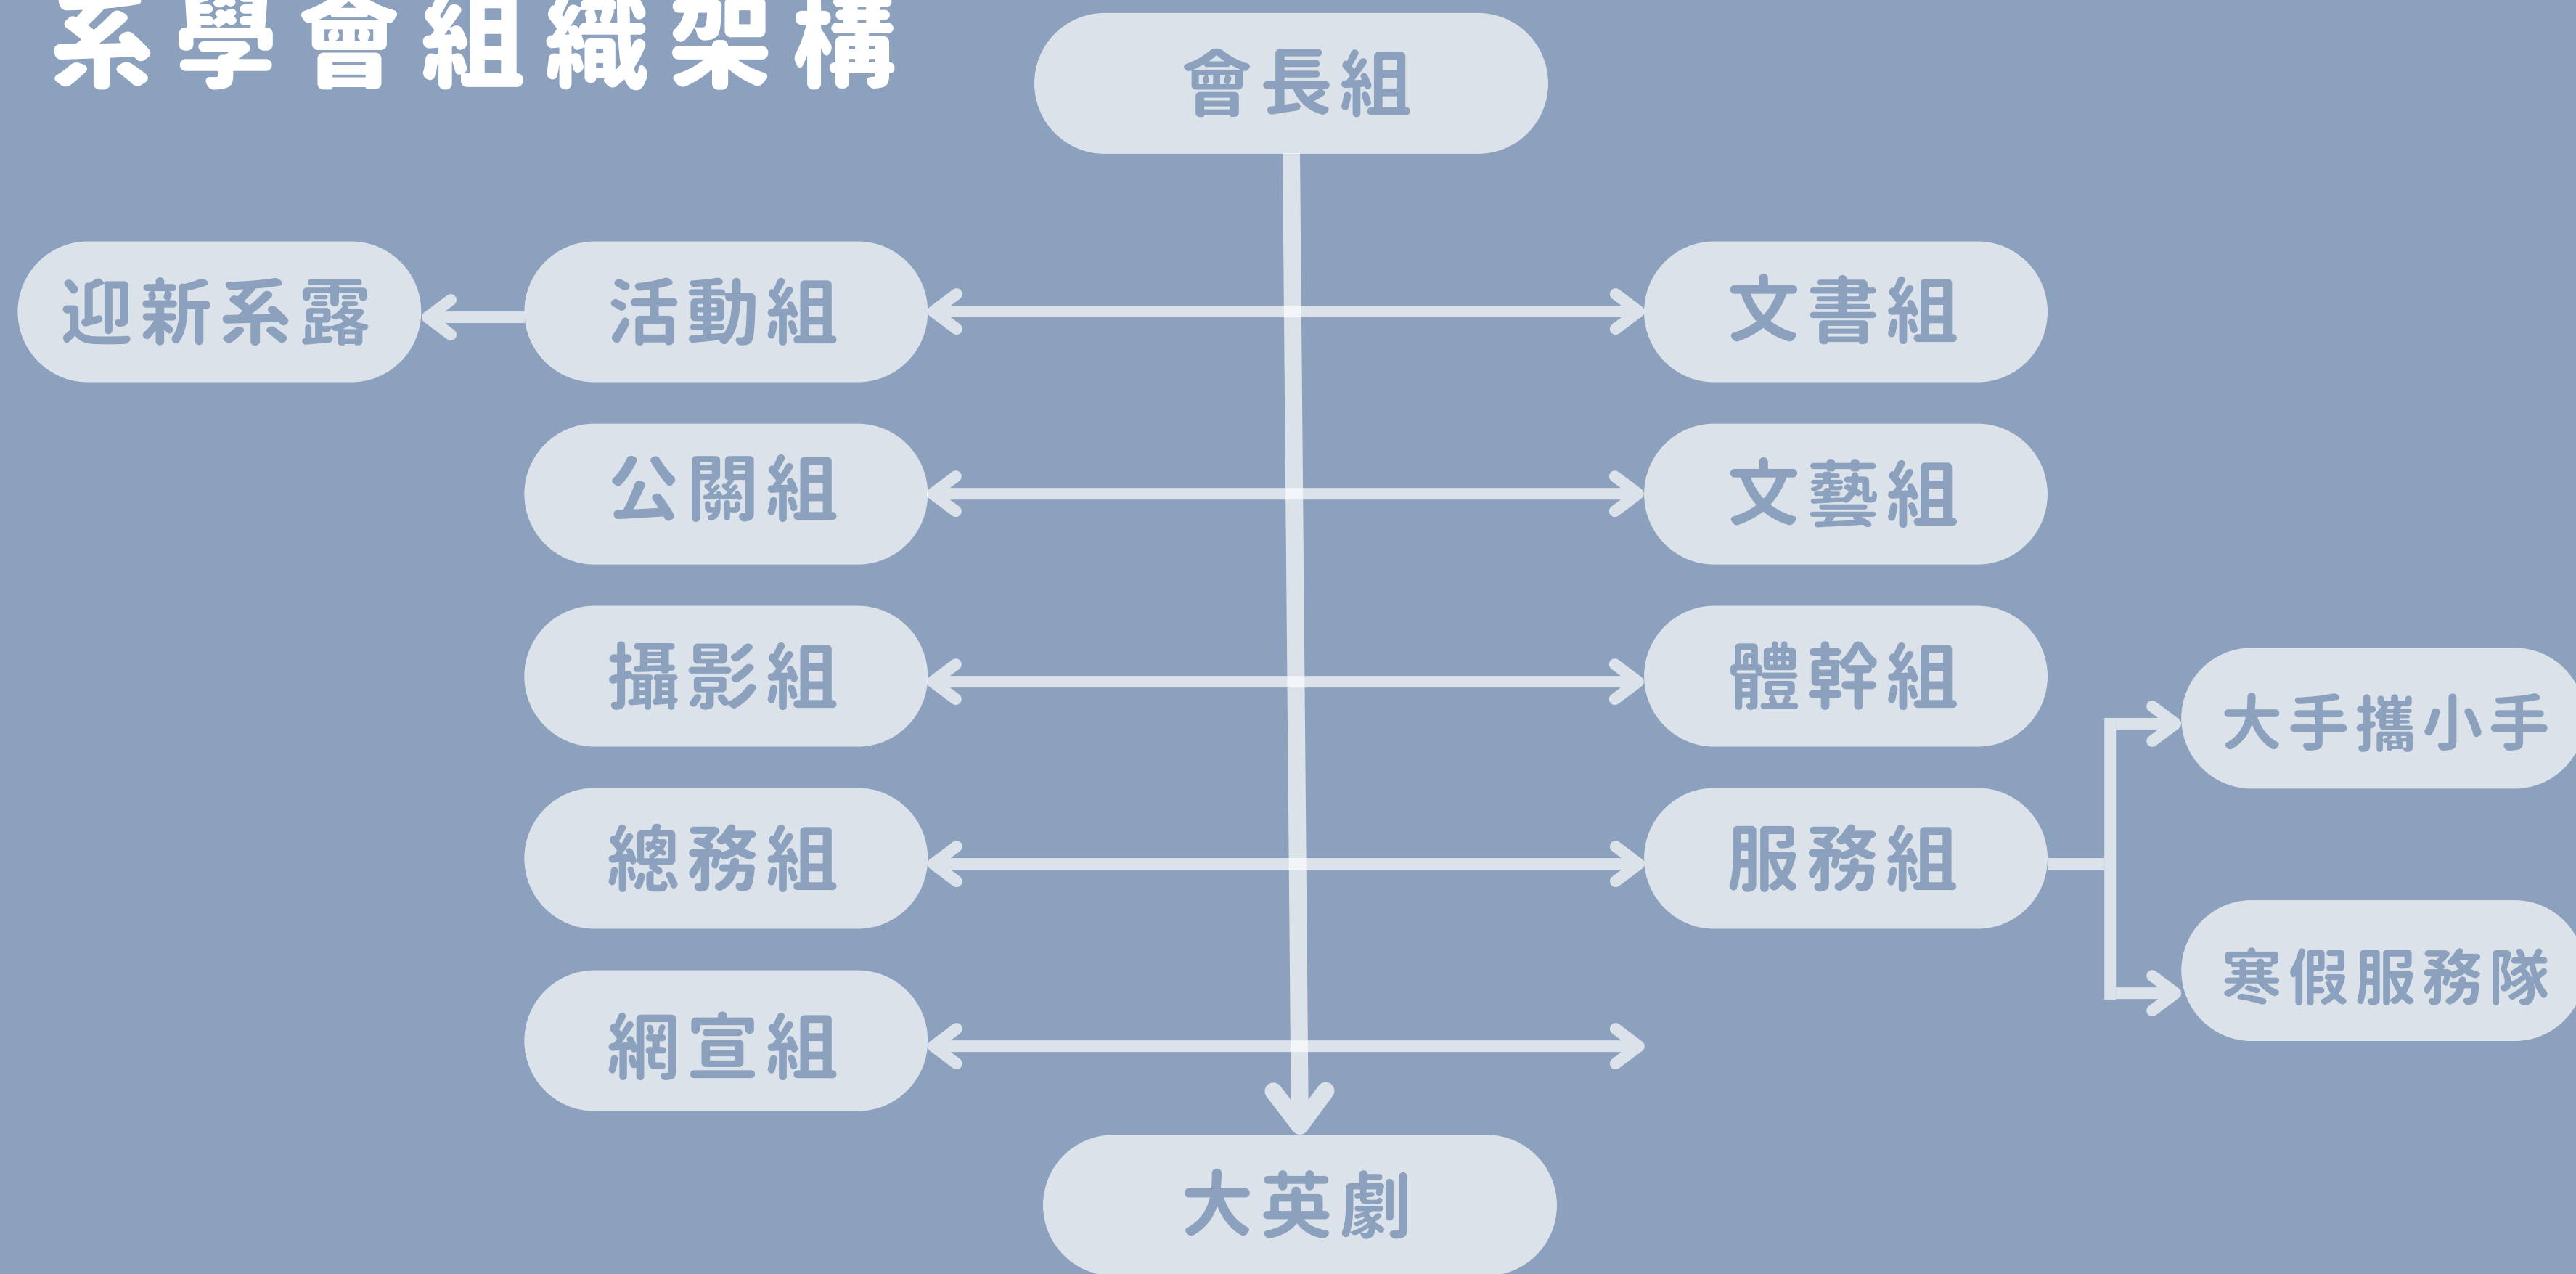 系學會組織架構
會長組
迎新系露
活動組
文書組
公關組
文藝組
攝影組
體幹組
大手攜小手
總務組
服務組
寒假服務隊
網宣組
大英劇